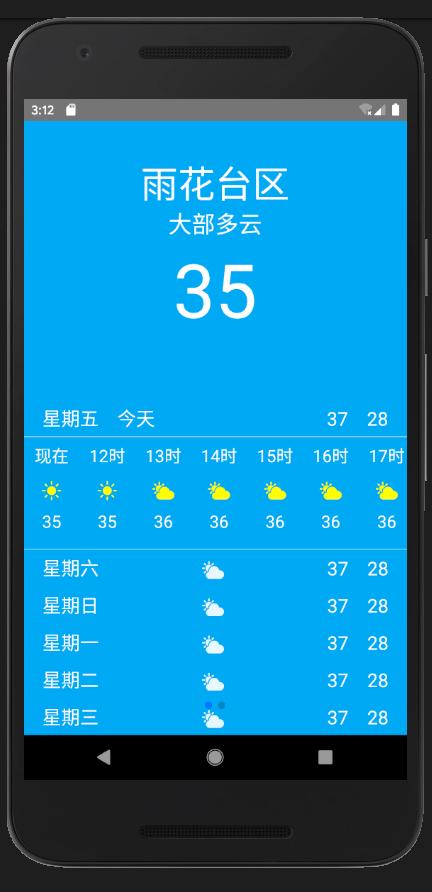 3:12
雨花台区
大部多云
35
星期五 今天 37 28
现在 12时 13时 14时 15时 16时 17时
35 35 36 36 36 36 36
星期六 37 28
星期日 37 28
星期一 37 28
星期二 37 28
星期三 37 28